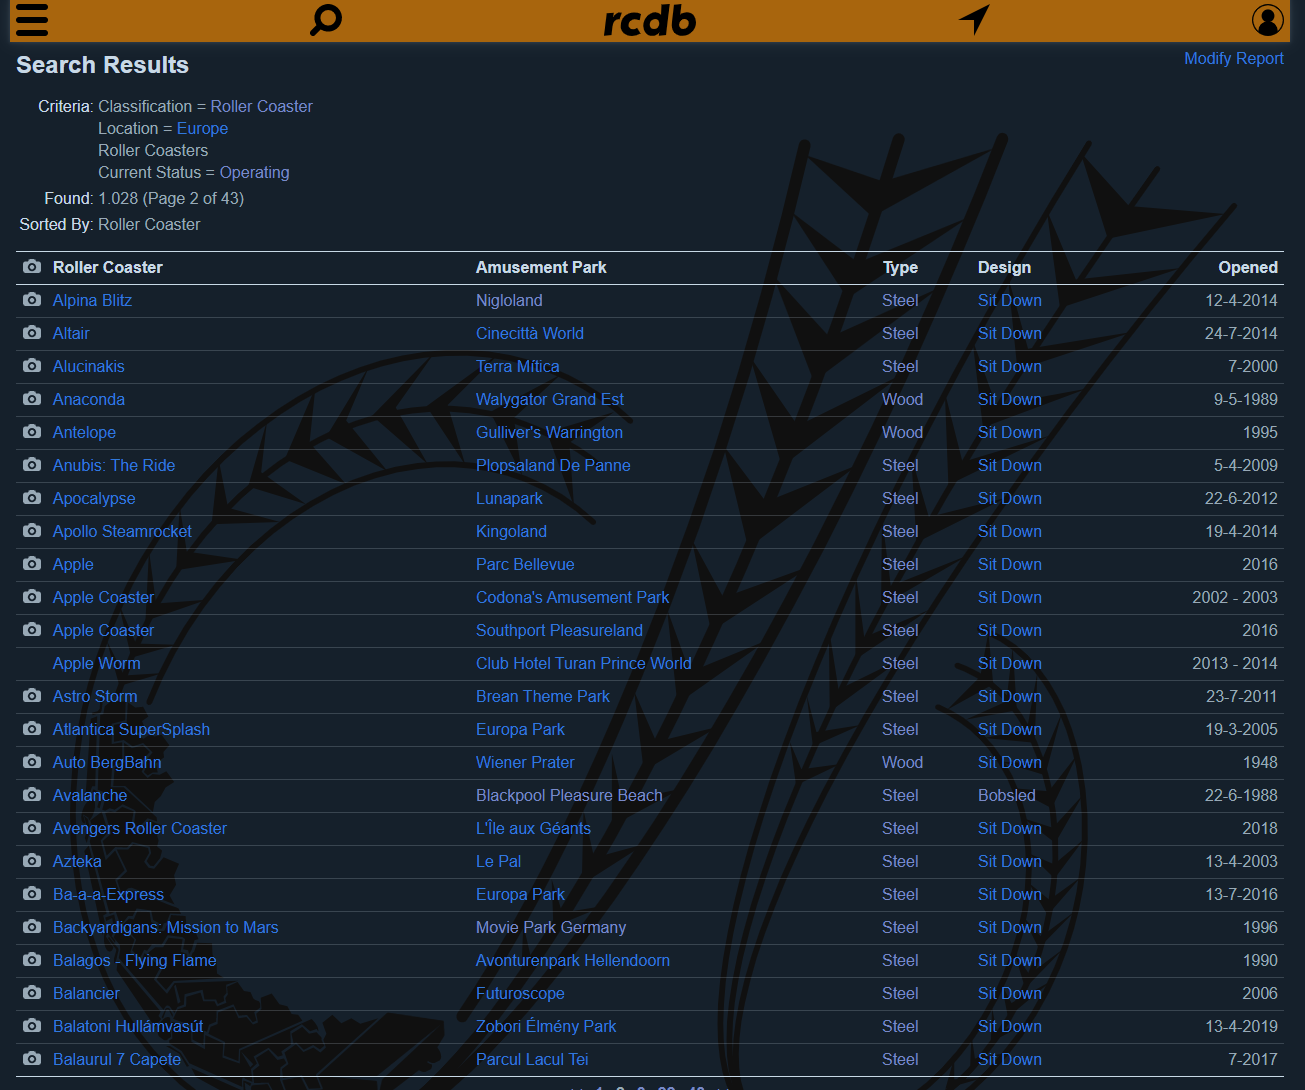 rcdb
Search Results
Modify Report
Criteria: Classification = Roller Coaster
Location = Europe
Roller Coasters
Current Status = Operating
Found: 1.028 (Page 2 of 43)
Sorted By: Roller Coaster
Roller Coaster Amusement Park Type Design Opened
Alpina Blitz Nigloland Steel Sit Down 12-4-2014
Altair Cinecittà World Steel Sit Down 24-7-2014
Alucinakis Terra Mítica Steel Sit Down 7-2000
Anaconda Walygator Grand Est Wood Sit Down 9-5-1989
Antelope Gulliver's Warrington Wood Sit Down 1995
Anubis: The Ride Plopsaland De Panne Steel Sit Down 5-4-2009
Apocalypse Lunapark Steel Sit Down 22-6-2012
Apollo Steamrocket Kingoland Steel Sit Down 19-4-2014
Apple Parc Bellevue Steel Sit Down 2016
Apple Coaster Codona's Amusement Park Steel Sit Down 2002 - 2003
Apple Coaster Southport Pleasureland Steel Sit Down 2016
Apple Worm Club Hotel Turan Prince World Steel Sit Down 2013 - 2014
Astro Storm Brean Theme Park Steel Sit Down 23-7-2011
Atlantica SuperSplash Europa Park Steel Sit Down 19-3-2005
Auto BergBahn Wiener Prater Wood Sit Down 1948
Avalanche Blackpool Pleasure Beach Steel Bobsled 22-6-1988
Avengers Roller Coaster L'Île aux Géants Steel Sit Down 2018
Azteka Le Pal Steel Sit Down 13-4-2003
Ba-a-a-Express Europa Park Steel Sit Down 13-7-2016
Backyardigans: Mission to Mars Movie Park Germany Steel Sit Down 1996
Balagos - Flying Flame Avonturenpark Hellendoorn Steel Sit Down 1990
Balancier Futuroscope Steel Sit Down 2006
Balatoni Hullámvasút Zobori Élmény Park Steel Sit Down 13-4-2019
Balaurul 7 Capete Parcul Lacul Tei Steel Sit Down 7-2017